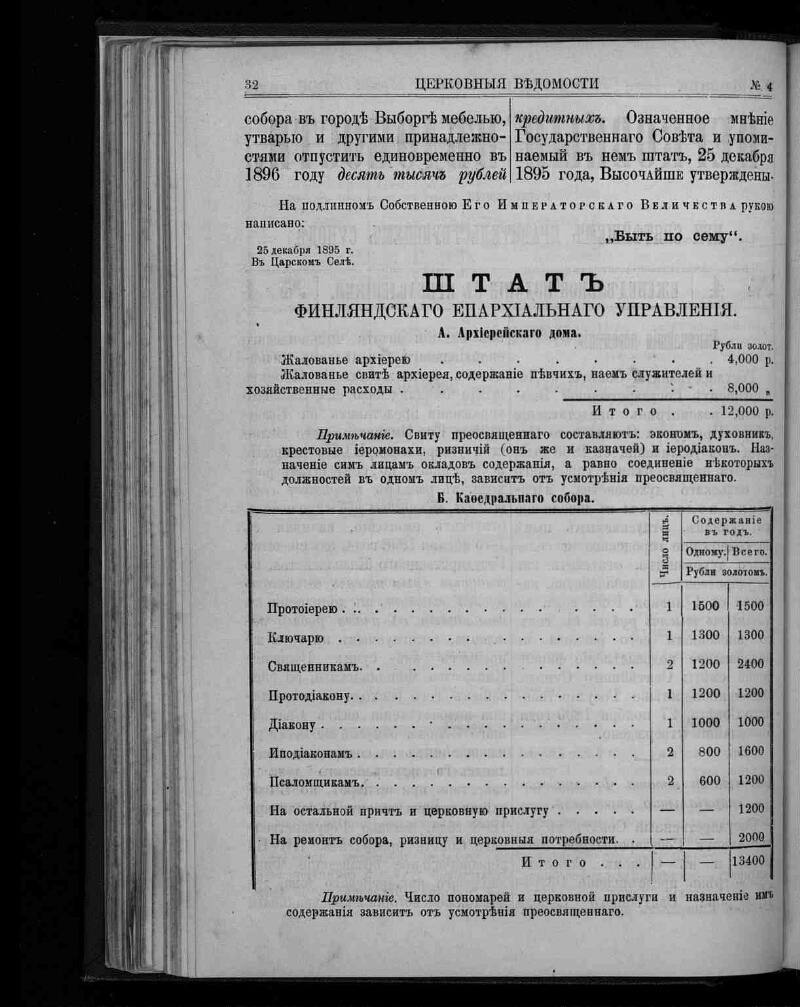 32 ЦЕРКОВНЫЯ ВѢДОМОСТИ № 4
собора въ городѣ Выборгѣ мебелью,
утварью и другими принадлежно-
стями отпустить единовременно въ
1896 году десять тысячъ рублей
кредитныхъ. Означенное мнѣніе
Государственнаго Совѣта и упоми-
наемый въ немъ штатъ, 25 декабря
1895 года, Высочайше утверждены.
На подлинномъ Собственною Его Императорскаго Величества рукою
написано:
„Быть по сему“.
25 декабря 1895 г.
Въ Царскомъ Селѣ.
ШТАТЪ
ФИНЛЯНДСКАГО ЕПАРХІАЛЬНАГО УПРАВЛЕНІЯ.
А. Архіерейскаго дома.
Рубли золот.
Жалованье архіерею . . . . . . . . 4,000 р.
Жалованье свитѣ архіерея, содержаніе пѣвчихъ, наемъ служителей и
хозяйственные расходы . . . . . . . . . 8,000 „
Итого . . 12,000 р.
Примѣчаніе. Свиту преосвященнаго составляютъ: экономъ, духовникъ,
крестовые іеромонахи, ризничій (онъ же и казначей) и іеродіаконъ. Наз-
наченіе симъ лицамъ окладовъ содержанія, а равно соединеніе нѣкоторыхъ
должностей въ одномъ лицѣ, зависитъ отъ усмотрѣнія преосвященнаго.
Б. Каѳедральнаго собора.
Число лицъ.
Содержаніе
въ годъ.
Одному. Всего.
Рубли золотомъ.
Протоіерею . . . . . . . . . . . . . . . . 1 1500 1500
Ключарю . . . . . . . . . . . . . . . . 1 1300 1300
Священникамъ. . . . . . . . . . . . . . . 2 1200 2400
Протодіакону. . . . . . . . . . . . . . . . 1 1200 1200
Діакону . . . . . . . . . . . . . . . . . 1 1000 1000
Иподіаконамъ . . . . . . . . . . . . . . . 2 800 1600
Псаломщикамъ. . . . . . . . . . . . . . . 2 600 1200
На остальной причтъ и церковную прислугу . . . . . — — 1200
На ремонтъ собора, ризницу и церковныя потребности. . — — 2000
Итого . . . — — 13400
Примѣчаніе. Число пономарей и церковной прислуги и назначеніе имъ
содержанія зависитъ отъ усмотрѣнія преосвященнаго.